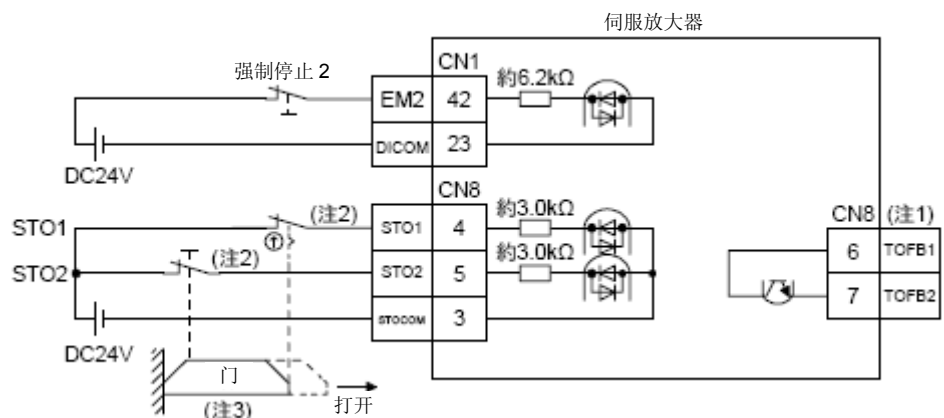 伺服放大器
强制停止 2
CN1
EM2 42
約6.2kΩ
DICOM 23
DC24V
CN8
STO1
(注2)
STO1 4
約3.0kΩ
STO2
(注2)
STO2 5
約3.0kΩ
STOCOM 3
DC24V
CN8 (注1)
6 TOFB1
7 TOFB2
门
(注3)
打开